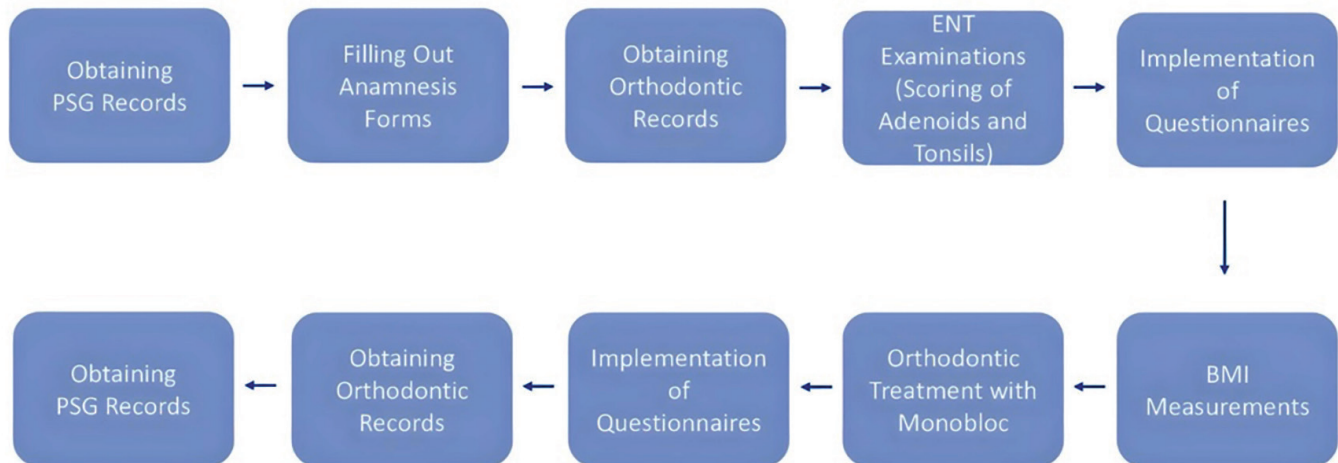 Obtaining
PSG Records
Filling Out
Anamnesis
Forms
Obtaining
Orthodontic
Records
ENT
Examinations
(Scoring of
Adenoids and
Tonsils)
Implementation
of
Questionnaires
BMI
Measurements
Orthodontic
Treatment with
Monobloc
Implementation
of
Questionnaires
Obtaining
Orthodontic
Records
Obtaining
PSG Records